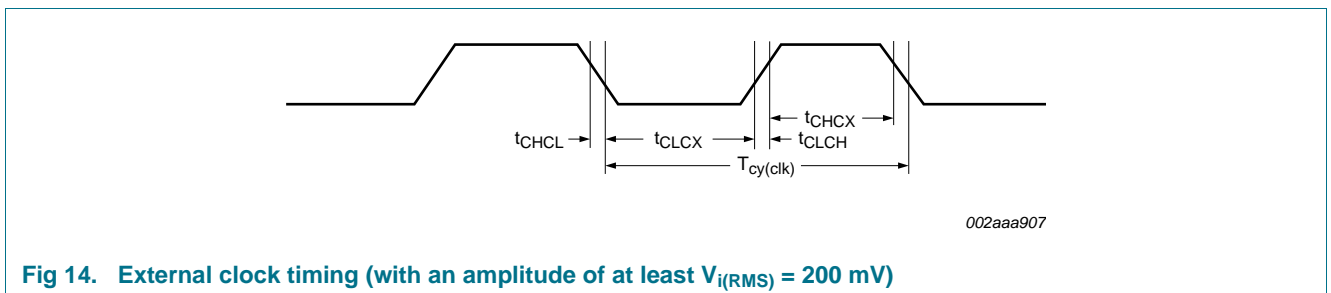 tCHCX
tCHCL
tCLCX
tCLCH
Tcy(clk)
002aaa907
Fig 14. External clock timing (with an amplitude of at least Vi(RMS) = 200 mV)